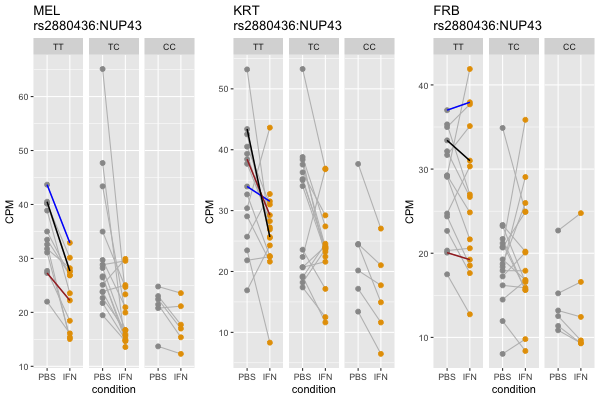 MEL
rs2880436:NUP43
TT TC CC
CPM
60
50
40
30
20
10
PBS IFN PBS IFN PBS IFN
condition
KRT
rs2880436:NUP43
TT TC CC
CPM
50
40
30
20
10
PBS IFN PBS IFN PBS IFN
condition
FRB
rs2880436:NUP43
TT TC CC
CPM
40
30
20
10
PBS IFN PBS IFN PBS IFN
condition